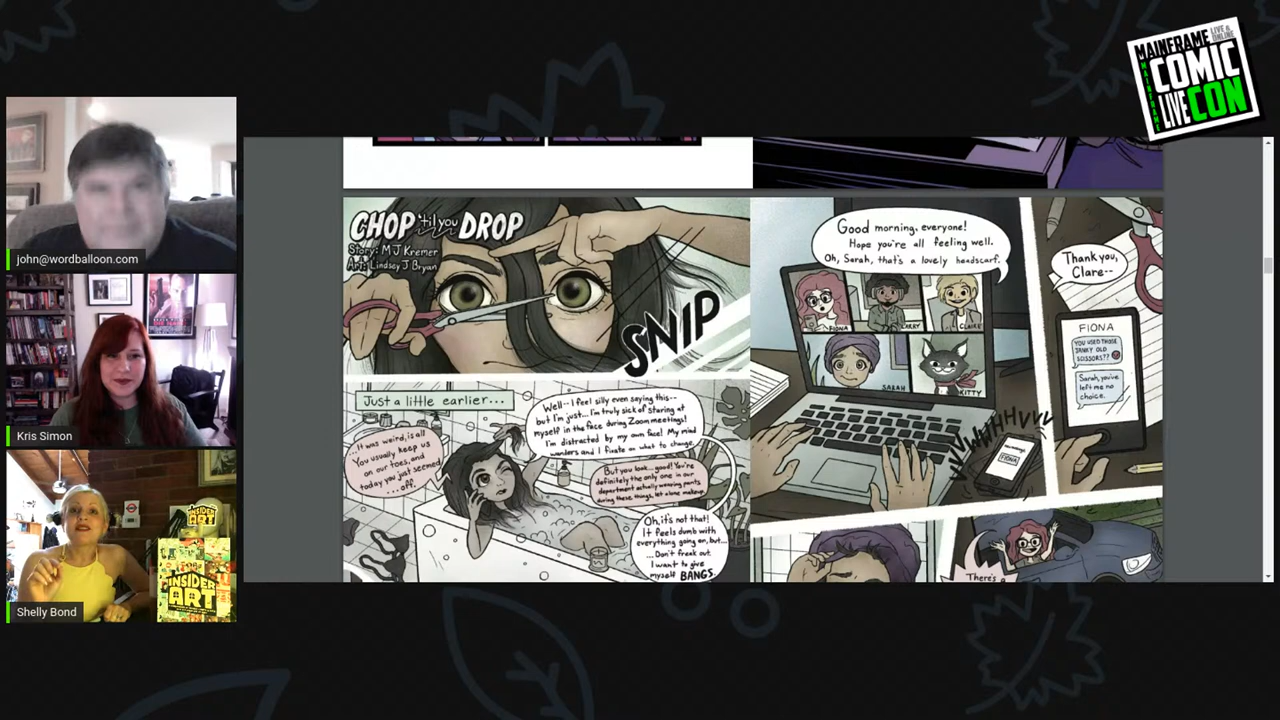 MAINFRAME
LIVE &
ONLINE
COMIC
LIVE CON
MAINFRAME
john@wordballoon.com
Kris Simon
Shelly Bond
INSIDER
ART
INSIDER
ART
CHOP 'til you DROP
Story: M J Kremer
Art: Lindsey J Bryan
SNIP
Just a little earlier...
...It was weird, is all.
You usually keep us
on our toes, and
today you just seemed
...off.
Well--I feel silly even saying this--
but I'm just... I'm truly sick of staring at
myself in the face during Zoom meetings!
I'm distracted by my own face! My mind
wanders and I fixate on what to change.
But you look...good! You're
definitely the only one in our
department actually wearing pants
during these things, let alone makeup.
Oh, it's not that!
It feels dumb with
everything going on, but...
...Don't freak out.
I want to give
myself BANGS.
Good morning, everyone!
Hope you're all feeling well.
Oh, Sarah, that's a lovely headscarf.
FIONA
LARRY
CLAIRE
SARAH
KITTY
FIONA
Thank you,
Clare--
FIONA
YOU USED THOSE
JANKY OLD
SCISSORS??
Sarah, you've
left me no
choice.
There's a